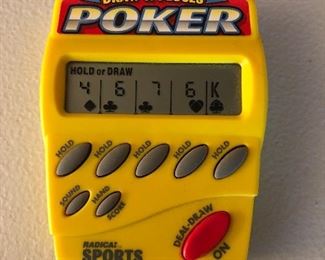 POKER
HOLD or DRAW
4 6 7 6 K
HOLD HOLD HOLD HOLD HOLD
SOUND HAND SCORE
DEAL-DRAW
ON
RADICA
SPORTS